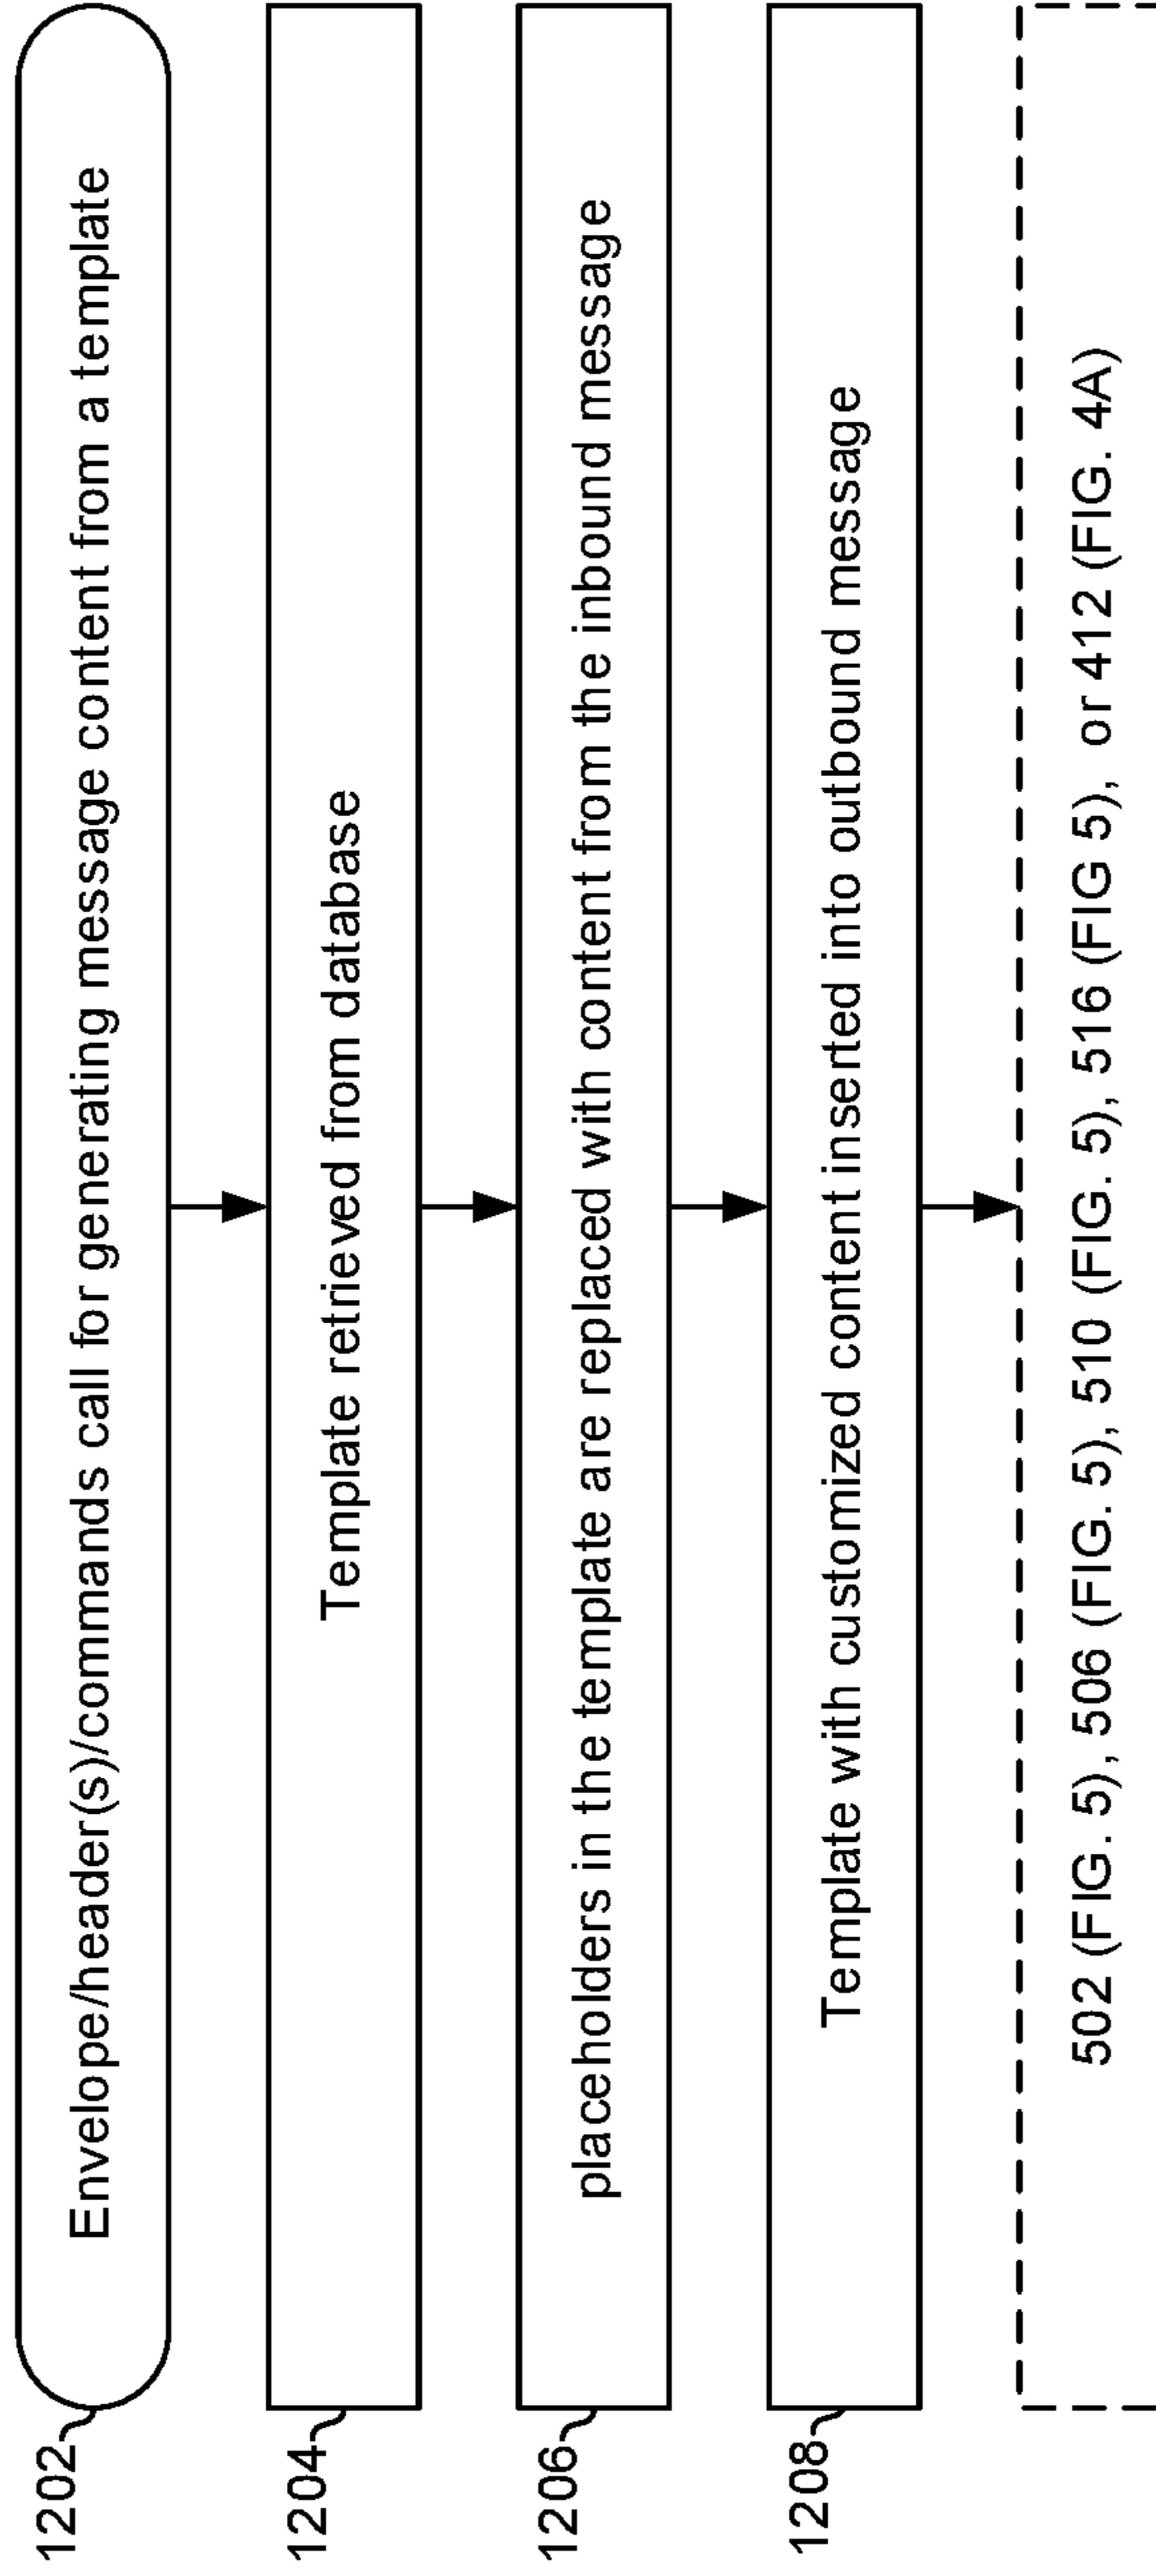 1202
Envelope/header(s)/commands call for generating message content from a template
1204
Template retrieved from database
1206
placeholders in the template are replaced with content from the inbound message
1208
Template with customized content inserted into outbound message
502 (FIG. 5), 506 (FIG. 5), 510 (FIG. 5), 516 (FIG 5), or 412 (FIG. 4A)